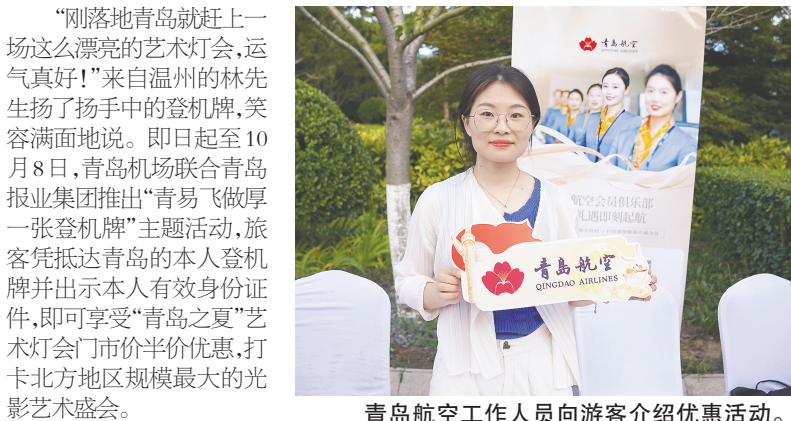 “刚落地青岛就赶上一
场这么漂亮的艺术灯会,运
气真好!”来自温州的林先
生扬了扬手中的登机牌,笑
容满面地说。即日起至10
月8日,青岛机场联合青岛
报业集团推出“青易飞做厚
一张登机牌”主题活动,旅
客凭抵达青岛的本人登机
牌并出示本人有效身份证
件,即可享受“青岛之夏”艺
术灯会门市价半价优惠,打
卡北方地区规模最大的光
影艺术盛会。
青岛航空
QINGDAO AIRLINES
航空会员俱乐部
礼遇即刻起航
青岛航空
QINGDAO AIRLINES
青岛航空工作人员向游客介绍优惠活动。